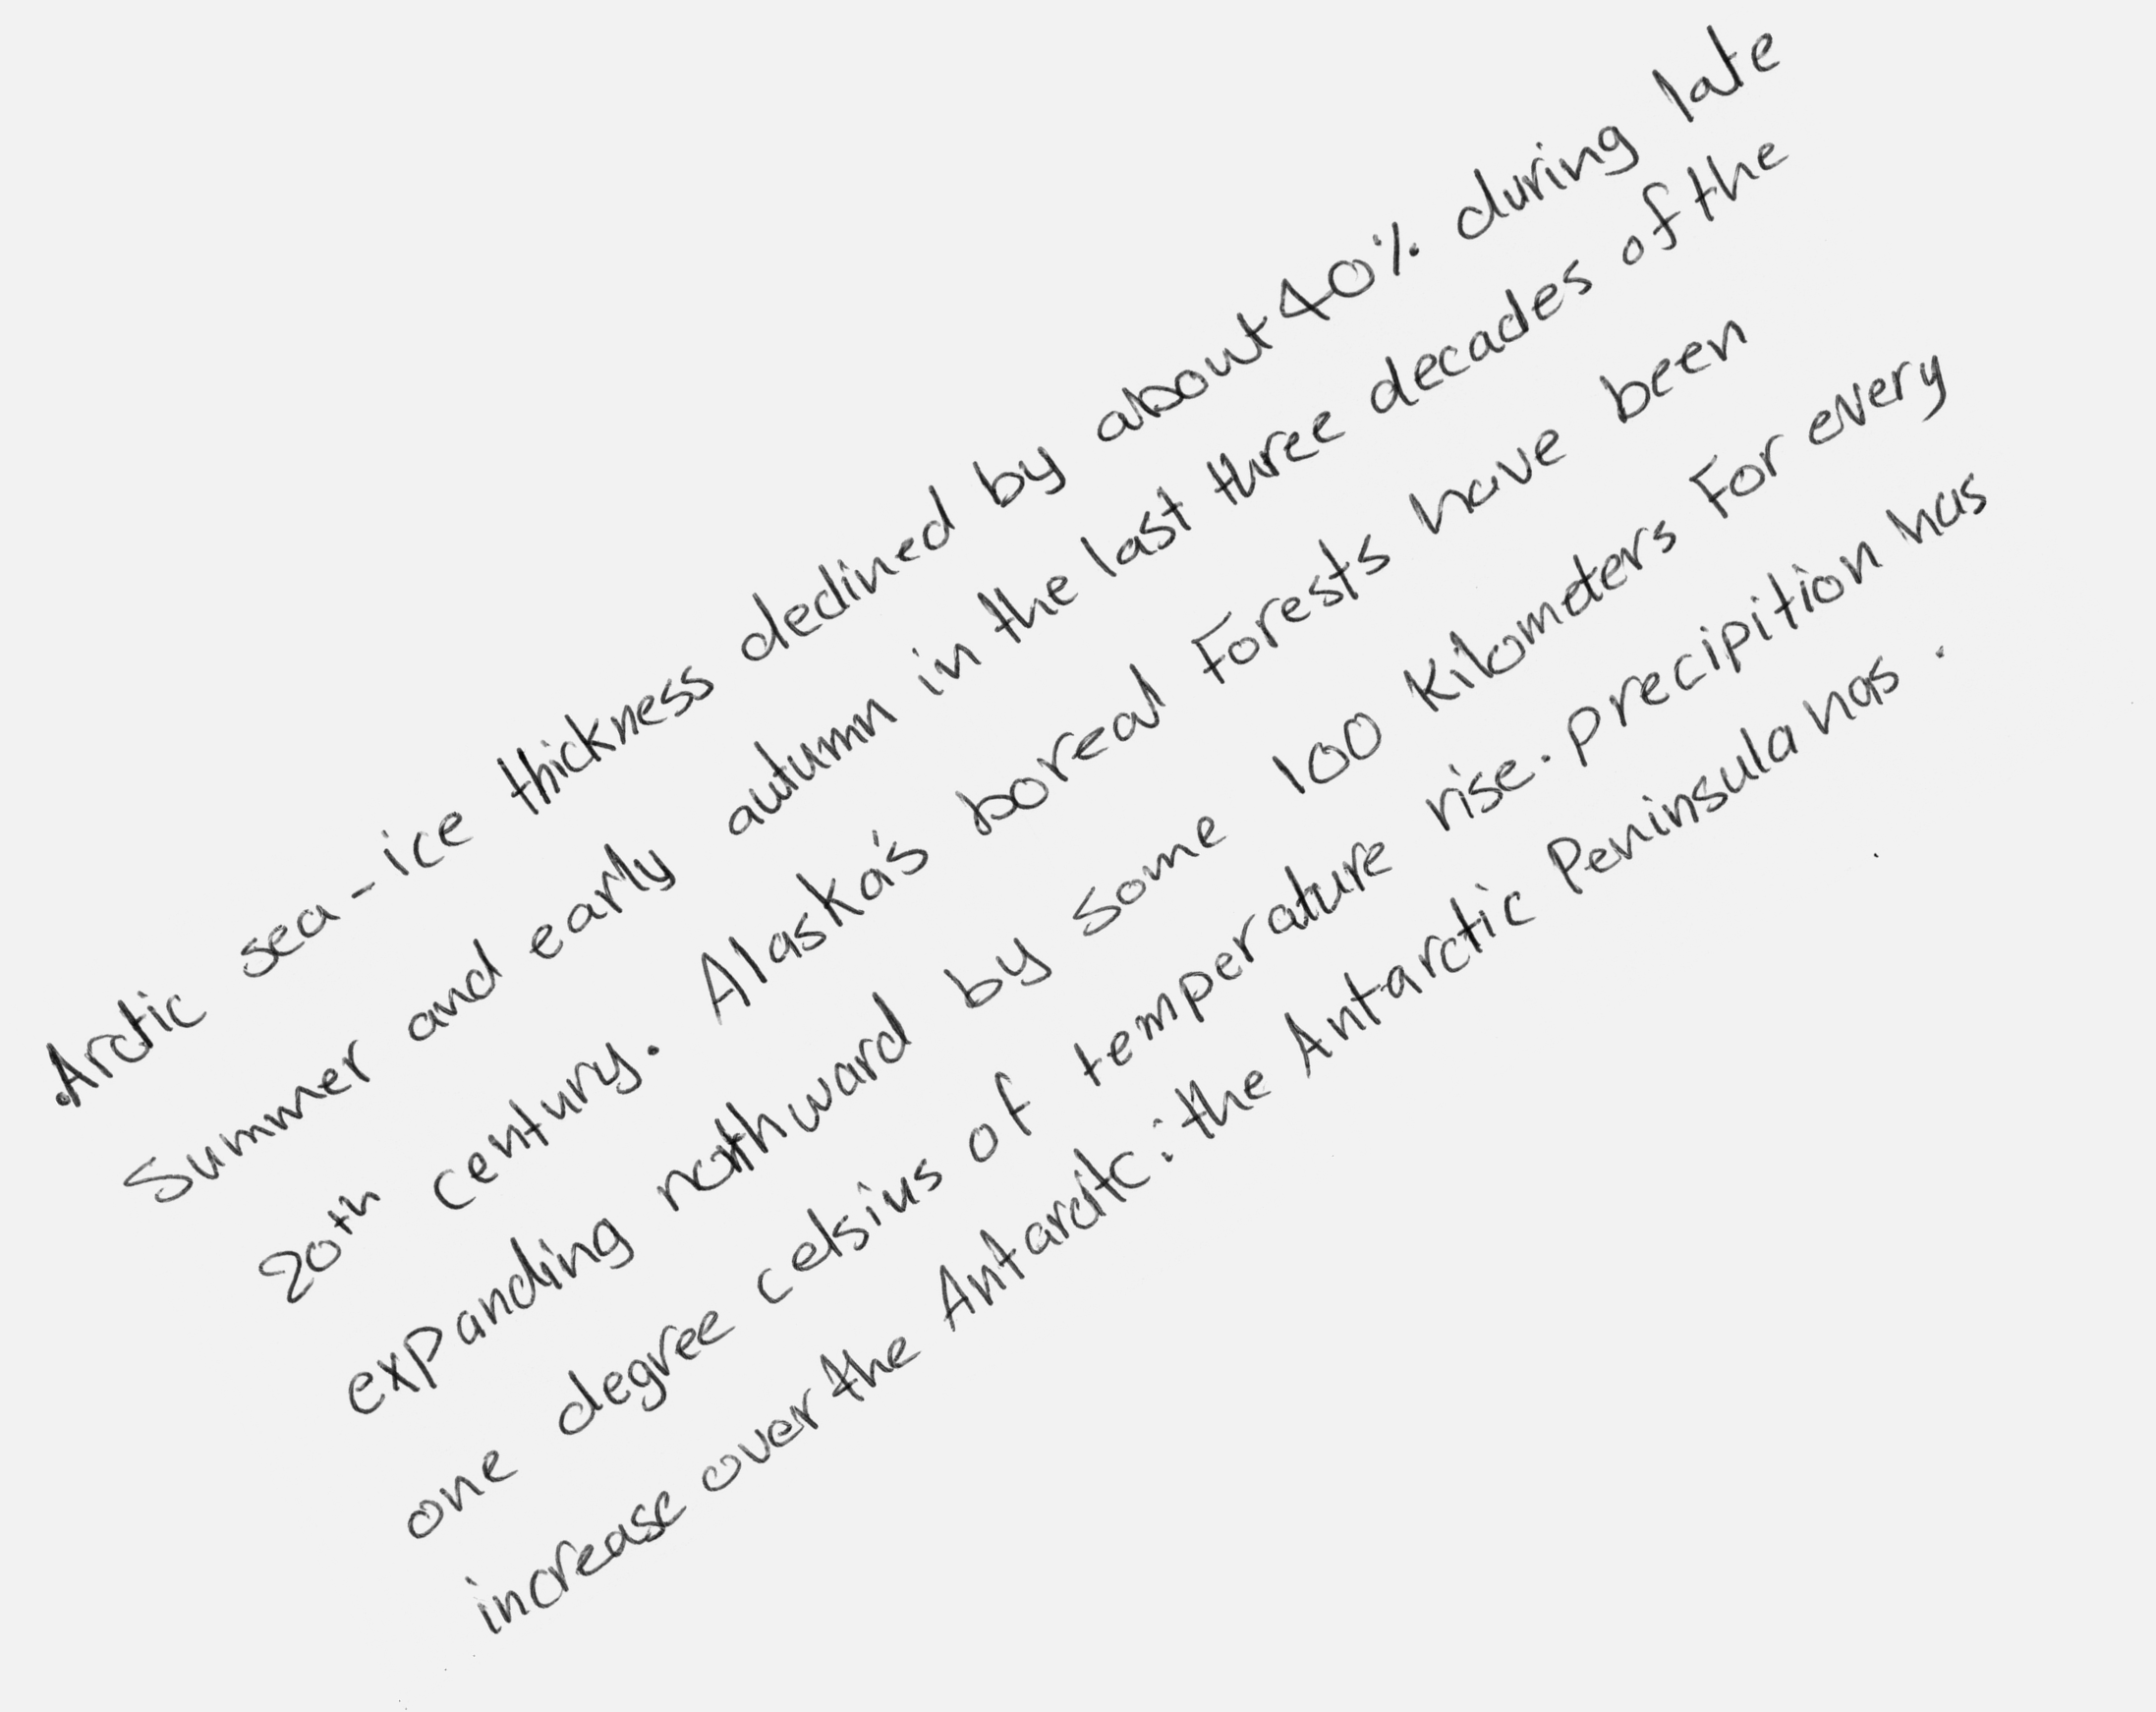 Arctic sea-ice thickness declined by about 40% during late
Summer and early autumn in the last three decades of the
20th century. Alaska's boreal Forests have been
expanding northward by some 100 Kilometers For every
one degree celsius of temperature rise. precipition has
increase over the Antarcitc: the Antarctic Peninsula has.